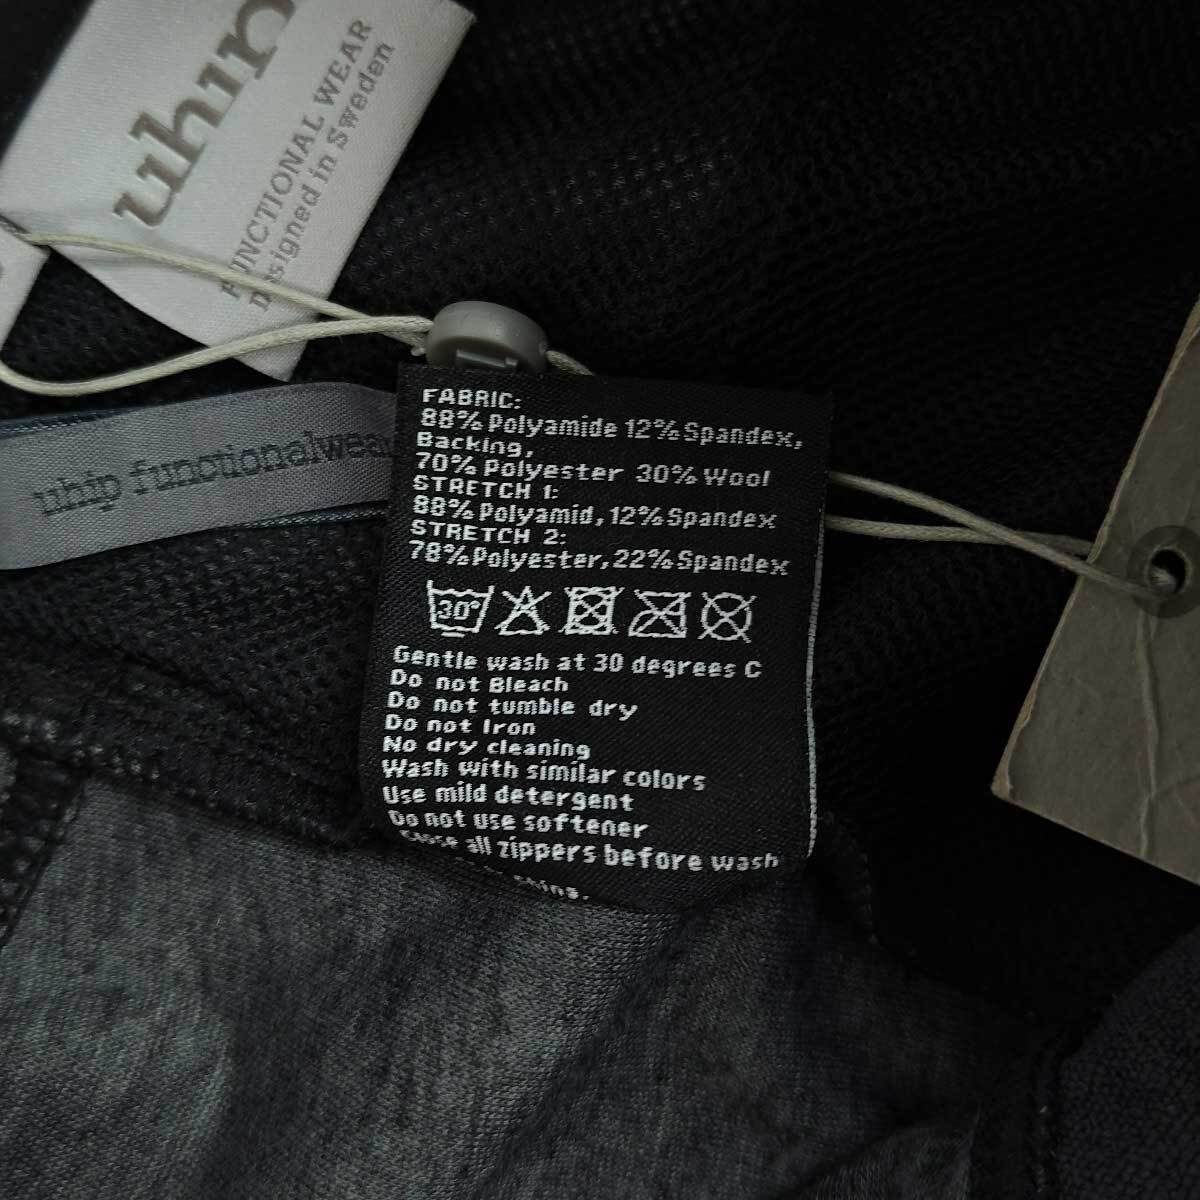 uhip
FUNCTIONAL WEAR
Designed in Sweden
uhip functionalwear
FABRIC:
88% Polyamide 12% Spandex,
Backing,
70% Polyester 30% Wool
STRETCH 1:
88% Polyamid, 12% Spandex
STRETCH 2:
78% Polyester, 22% Spandex
30°
Gentle wash at 30 degrees C
Do not Bleach
Do not tumble dry
Do not Iron
No dry cleaning
Wash with similar colors
Use mild detergent
Do not use softener
Close all zippers before wash